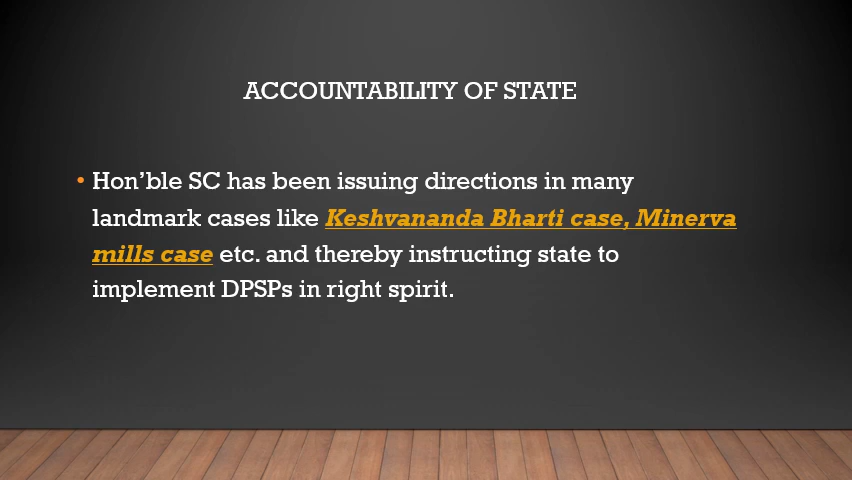 ACCOUNTABILITY OF STATE
• Hon’ble SC has been issuing directions in many
landmark cases like Keshvananda Bharti case, Minerva
mills case etc. and thereby instructing state to
implement DPSPs in right spirit.